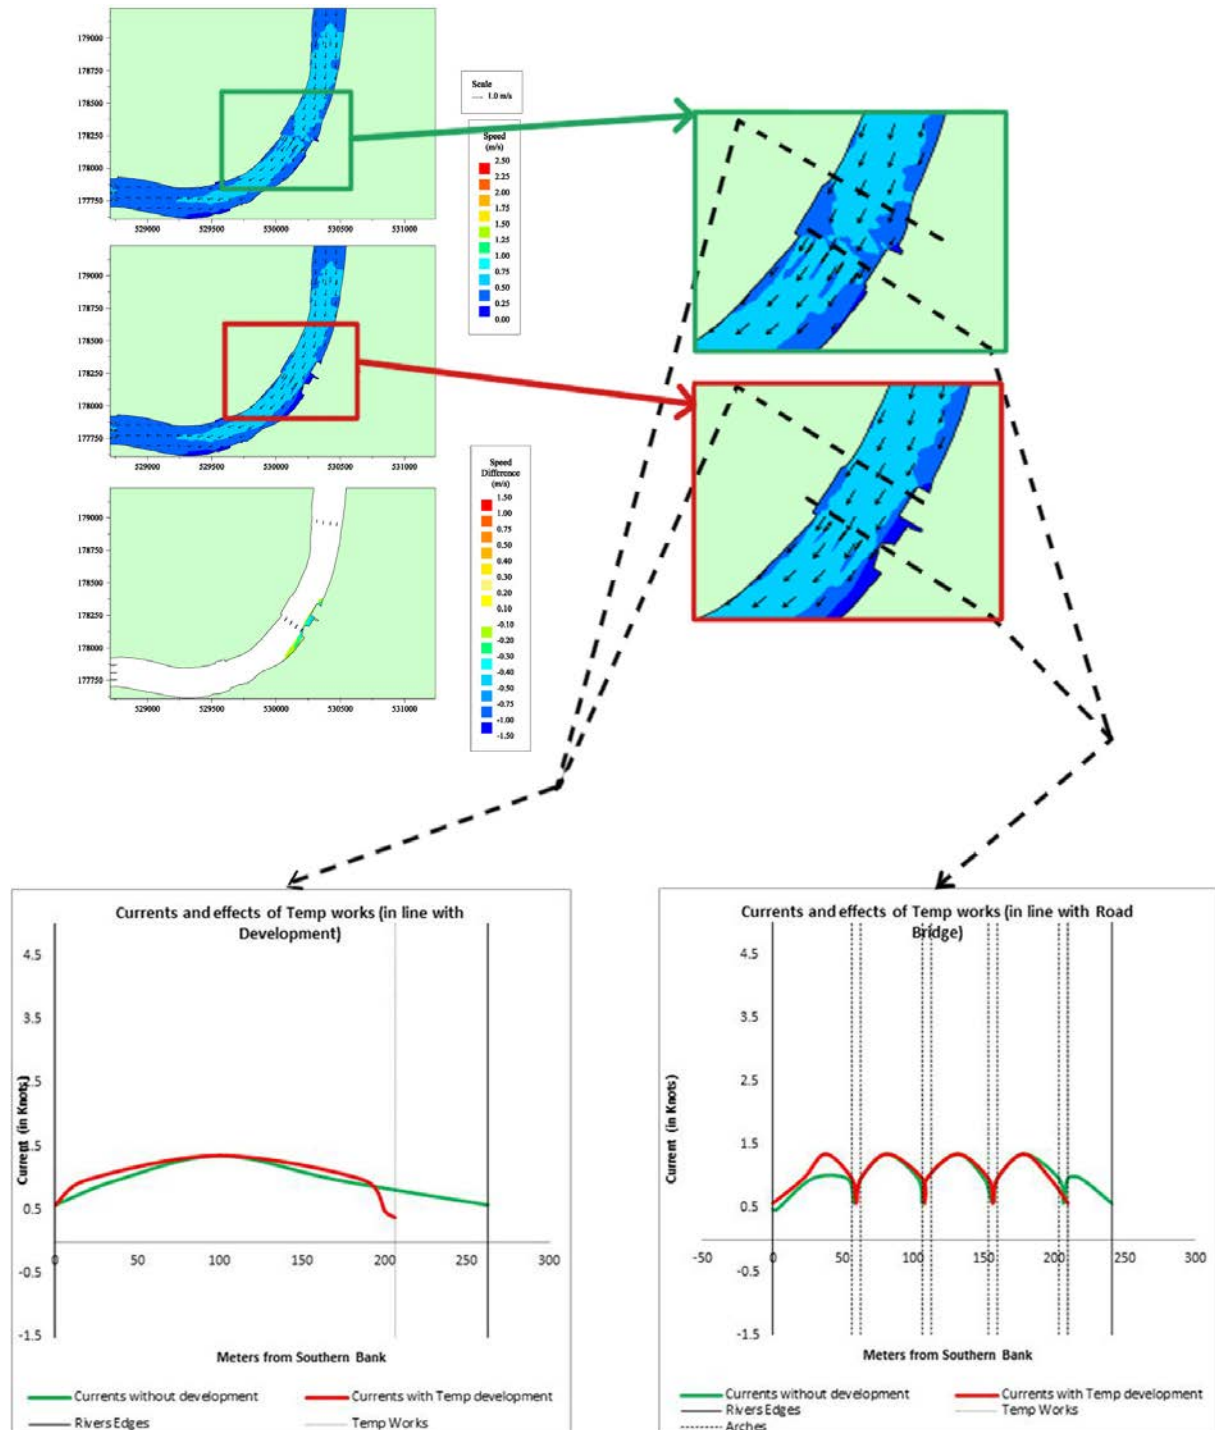 179000
178750
178500
178250
178000
177750
529000 529500 530000 530500 531000
Scale
1.0 m/s
Speed
(m/s)
2.50
2.25
2.00
1.75
1.50
1.25
1.00
0.75
0.50
0.25
0.00
179000
178750
178500
178250
178000
177750
529000 529500 530000 530500 531000
179000
178750
178500
178250
178000
177750
529000 529500 530000 530500 531000
Speed
Difference
(m/s)
1.50
1.00
0.75
0.50
0.40
0.30
0.20
0.10
-0.10
-0.20
-0.30
-0.40
-0.50
-0.75
-1.00
-1.50
Currents and effects of Temp works (in line with
Development)
4.5
3.5
2.5
1.5
0.5
-0.5
-1.5
Current (in Knots)
0 50 100 150 200 250 300
Meters from Southern Bank
Currents without development
Currents with Temp development
Rivers Edges
Temp Works
Currents and effects of Temp works (in line with Road
Bridge)
4.5
3.5
2.5
1.5
0.5
-0.5
-1.5
Current (in Knots)
-50 0 50 100 150 200 250 300
Meters from Southern Bank
Currents without development
Currents with Temp development
Rivers Edges
Temp Works
Arches